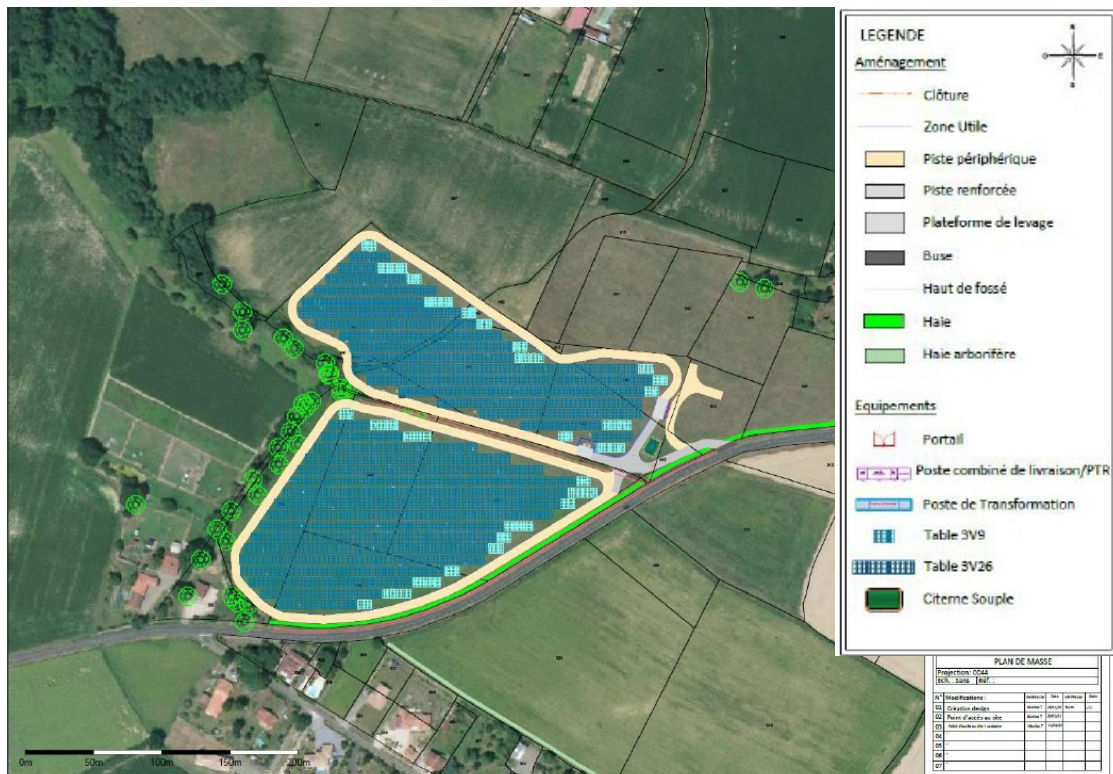 LEGENDE
Aménagement
Clôture
Zone Utile
Piste périphérique
Piste renforcée
Plateforme de levage
Buse
Haut de fossé
Haie
Haie arborifère
Equipements
Portail
Poste combiné de livraison/PTR
Poste de Transformation
Table 3V9
Table 3V26
Citerne Souple
PLAN DE MASSE
Projection: CC44
Ech. : Sans Réf. :
N° Modifications :
01 Création design
02 Point d'accès au site
03
04
05
06
07
0m 50m 100m 150m 200m